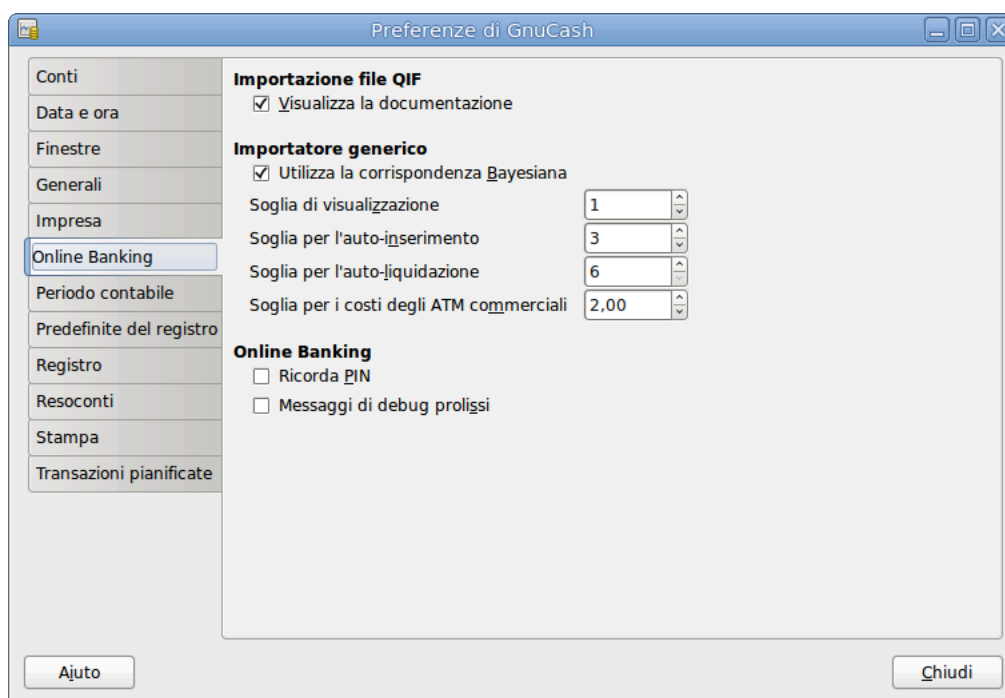 Preferenze di GnuCash
Conti
Data e ora
Finestre
Generali
Impresa
Online Banking
Periodo contabile
Predefinite del registro
Registro
Resoconti
Stampa
Transazioni pianificate
Importazione file QIF
Visualizza la documentazione
Importatore generico
Utilizza la corrispondenza Bayesiana
Soglia di visualizzazione 1
Soglia per l'auto-inserimento 3
Soglia per l'auto-liquidazione 6
Soglia per i costi degli ATM commerciali 2,00
Online Banking
Ricorda PIN
Messaggi di debug prolissi
Aiuto
Chiudi